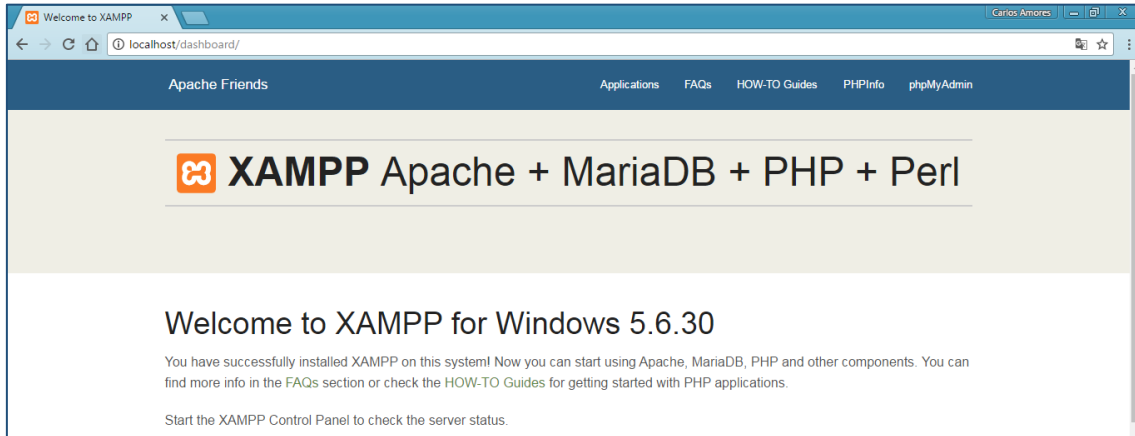 Welcome to XAMPP
Carlos Amores
localhost/dashboard/
Apache Friends
Applications FAQs HOW-TO Guides PHPInfo phpMyAdmin
XAMPP Apache + MariaDB + PHP + Perl
Welcome to XAMPP for Windows 5.6.30
You have successfully installed XAMPP on this system! Now you can start using Apache, MariaDB, PHP and other components. You can
find more info in the FAQs section or check the HOW-TO Guides for getting started with PHP applications.
Start the XAMPP Control Panel to check the server status.